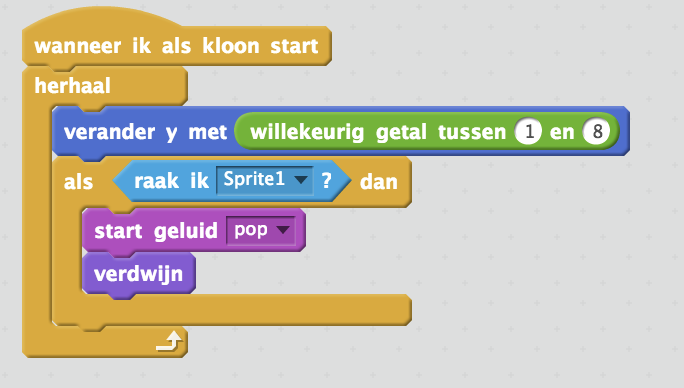 wanneer ik als kloon start
herhaal
verander y met willekeurig getal tussen 1 en 8
als raak ik Sprite1 ? dan
start geluid pop
verdwijn